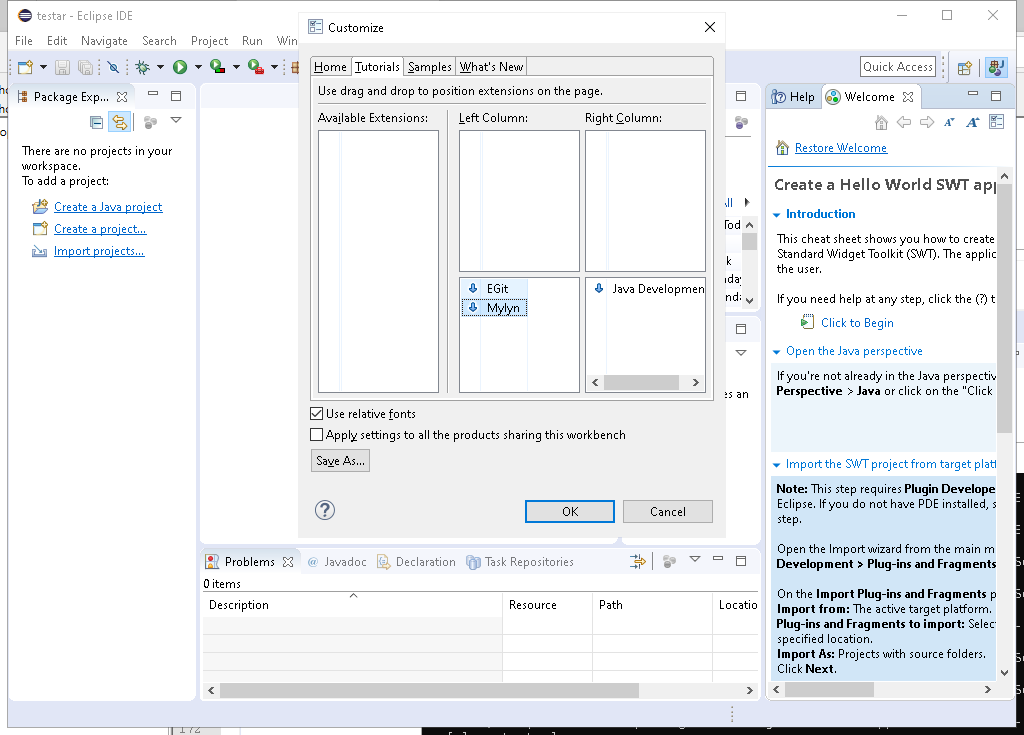 testar - Eclipse IDE
File Edit Navigate Search Project Run Win
Quick Access
Package Exp...
There are no projects in your
workspace.
To add a project:
Create a Java project
Create a project...
Import projects...
Customize
Home Tutorials Samples What's New
Use drag and drop to position extensions on the page.
Available Extensions:
Left Column:
Right Column:
EGit
Mylyn
Java Developmen
Use relative fonts
Apply settings to all the products sharing this workbench
Save As...
?
OK
Cancel
Help
Welcome
Restore Welcome
Create a Hello World SWT app
Introduction
This cheat sheet shows you how to create
Standard Widget Toolkit (SWT). The applic
the user.
If you need help at any step, click the (?) t
Click to Begin
Open the Java perspective
If you're not already in the Java perspectiv
Perspective > Java or click on the "Click
Import the SWT project from target platf
Note: This step requires Plugin Develope
Eclipse. If you do not have PDE installed, s
step.
Open the Import wizard from the main m
Development > Plug-ins and Fragments
On the Import Plug-ins and Fragments p
Import from: The active target platform.
Plug-ins and Fragments to import: Selec
specified location.
Import As: Projects with source folders.
Click Next.
Problems
@ Javadoc
Declaration
Task Repositories
0 items
Description
Resource
Path
Locatio
172